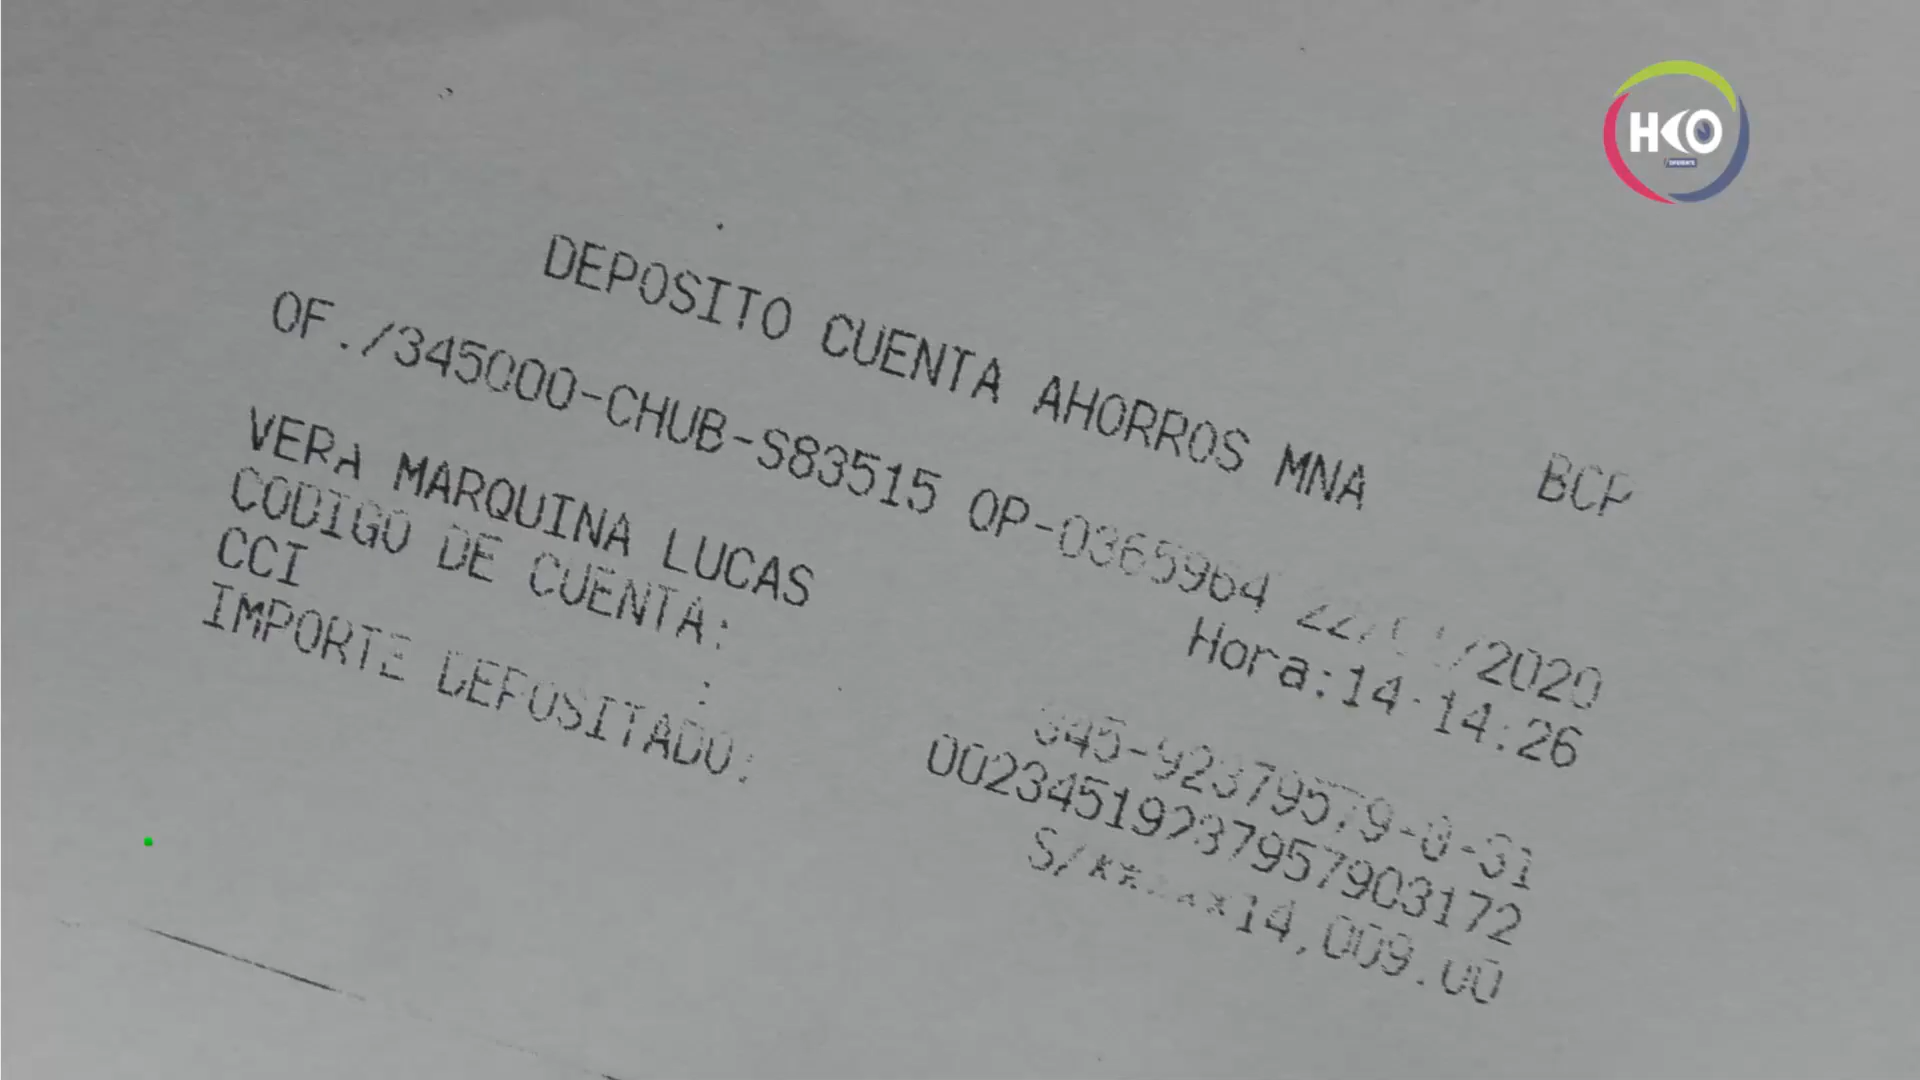 HCO
DEPOSITO CUENTA AHORROS MNA BCP
OF./345000-CHUB-S83515 OP-0365964 /2020
Hora:14:14:26
VERA MARQUINA LUCAS
CODIGO DE CUENTA: 345-92379579-0-31
CCI : 00234519237957903172
IMPORTE DEPOSITADO: S/******14,009.00